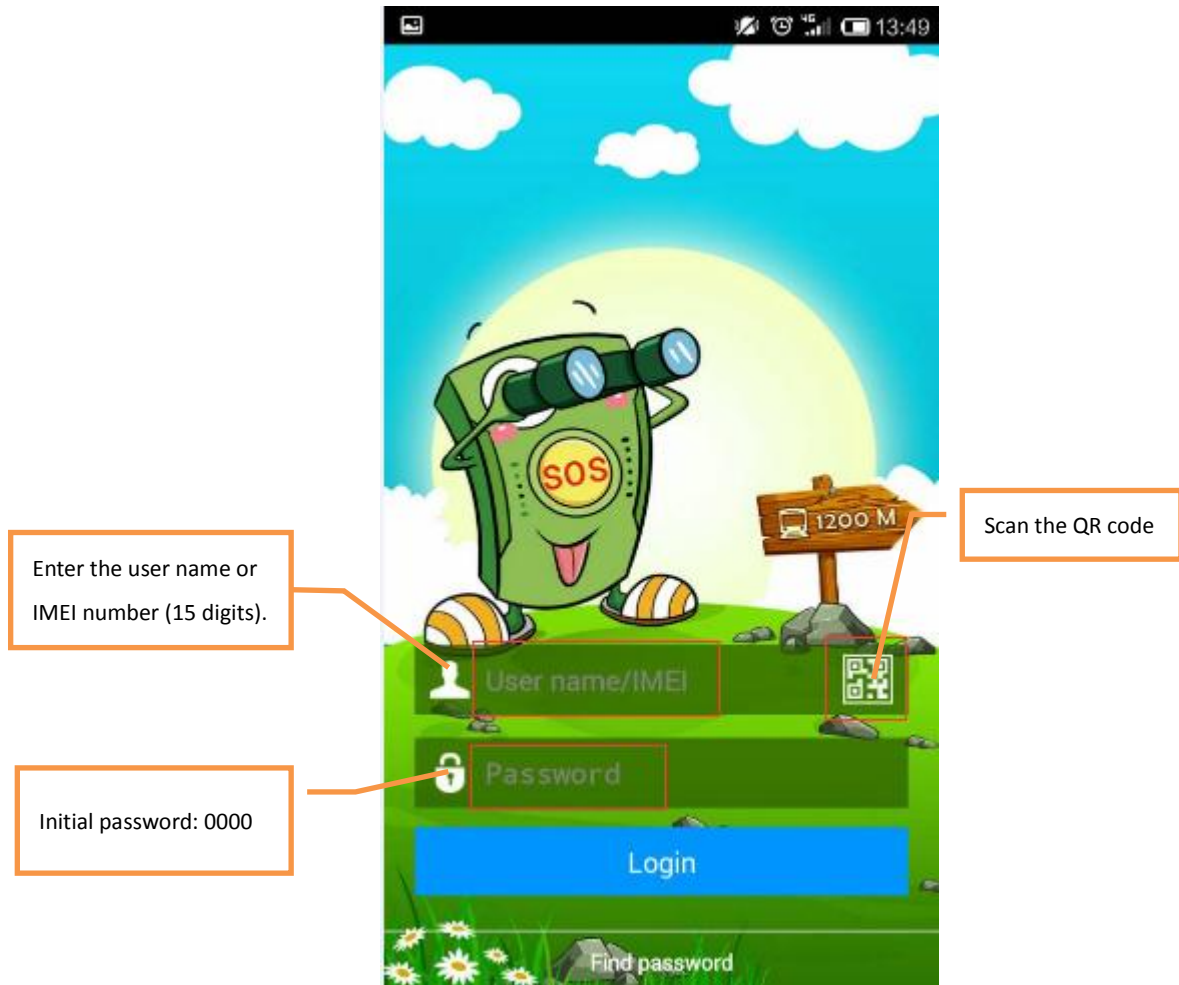 4G 13:49
SOS
1200 M
Scan the QR code
Enter the user name or
IMEI number (15 digits).
User name/IMEI
Password
Initial password: 0000
Login
Find password